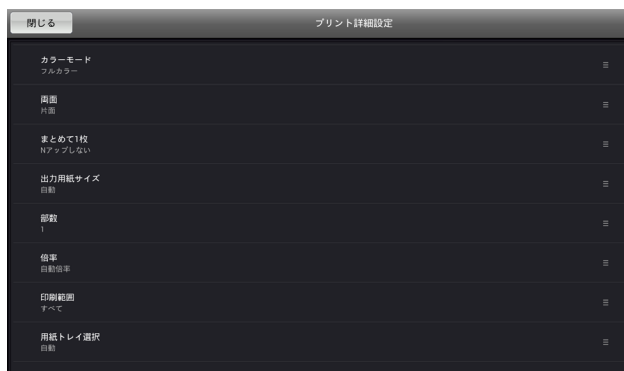 閉じる
プリント詳細設定
カラーモード
フルカラー
両面
片面
まとめて1枚
Nアップしない
出力用紙サイズ
自動
部数
1
倍率
自動倍率
印刷範囲
すべて
用紙トレイ選択
自動